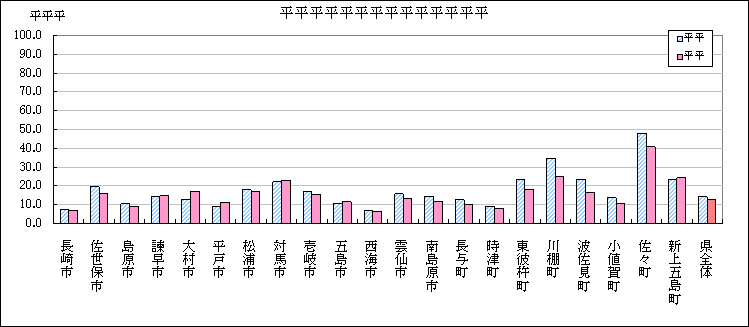 平平平平平平平平平平平平平平
平平平
平平
平平
100.0
90.0
80.0
70.0
60.0
50.0
40.0
30.0
20.0
10.0
0.0
長崎市
佐世保市
島原市
諫早市
大村市
平戸市
松浦市
対馬市
壱岐市
五島市
西海市
雲仙市
南島原市
長与町
時津町
東彼杵町
川棚町
波佐見町
小値賀町
佐々町
新上五島町
県全体